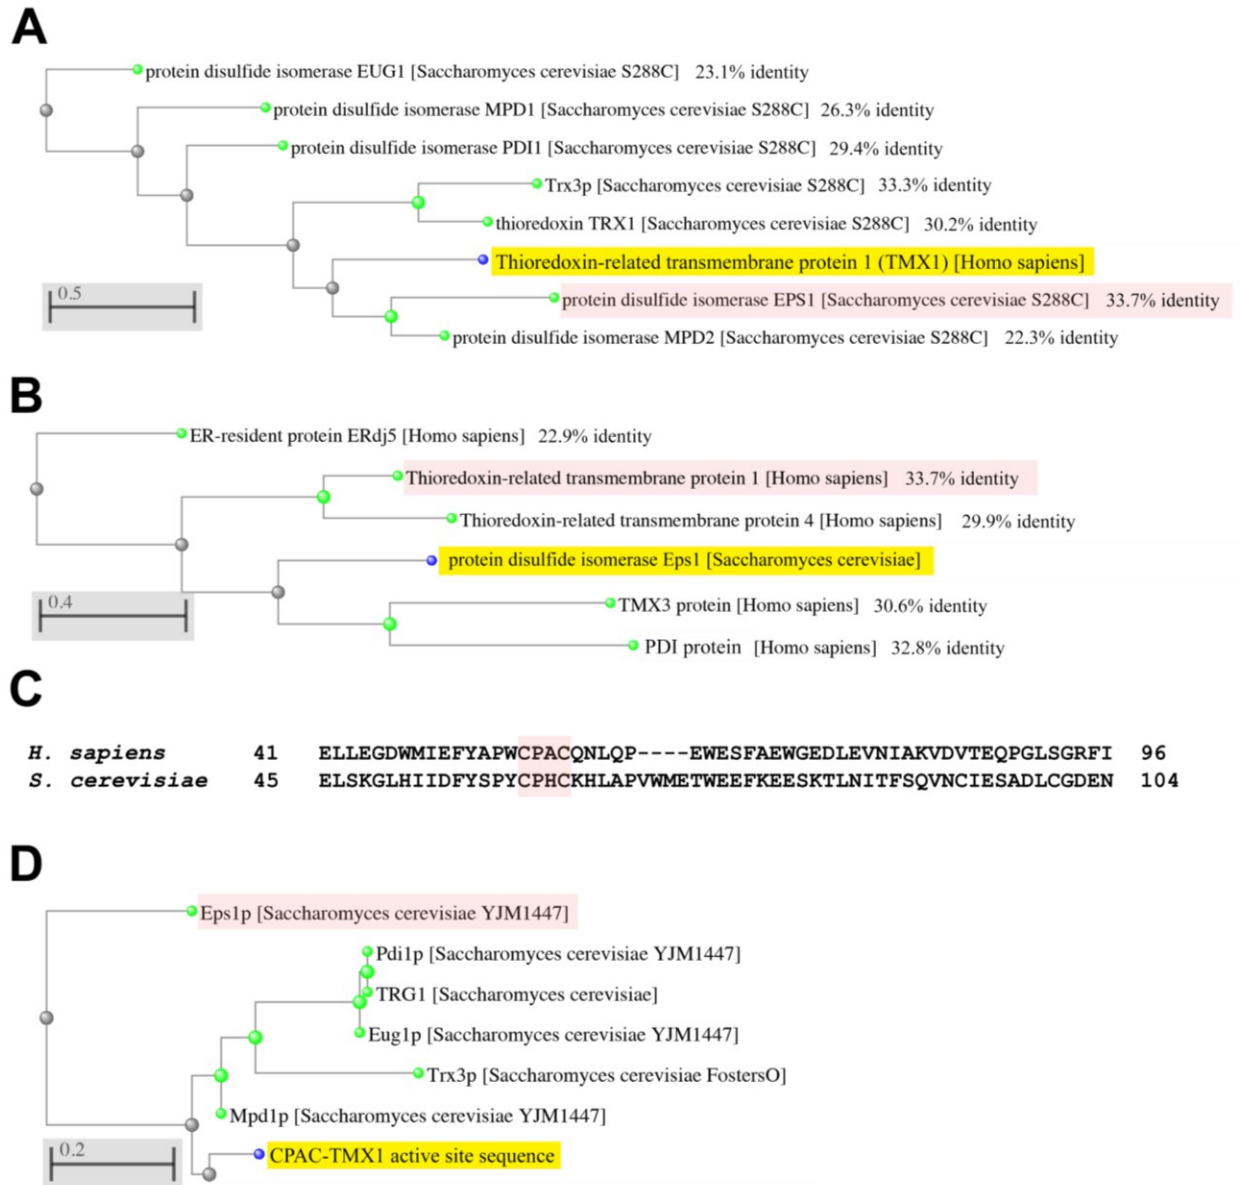 A
protein disulfide isomerase EUG1 [Saccharomyces cerevisiae S288C] 23.1% identity
protein disulfide isomerase MPD1 [Saccharomyces cerevisiae S288C] 26.3% identity
protein disulfide isomerase PDI1 [Saccharomyces cerevisiae S288C] 29.4% identity
Trx3p [Saccharomyces cerevisiae S288C] 33.3% identity
thioredoxin TRX1 [Saccharomyces cerevisiae S288C] 30.2% identity
Thioredoxin-related transmembrane protein 1 (TMX1) [Homo sapiens]
0.5
protein disulfide isomerase EPS1 [Saccharomyces cerevisiae S288C] 33.7% identity
protein disulfide isomerase MPD2 [Saccharomyces cerevisiae S288C] 22.3% identity
B
ER-resident protein ERdj5 [Homo sapiens] 22.9% identity
Thioredoxin-related transmembrane protein 1 [Homo sapiens] 33.7% identity
Thioredoxin-related transmembrane protein 4 [Homo sapiens] 29.9% identity
protein disulfide isomerase Eps1 [Saccharomyces cerevisiae]
0.4
TMX3 protein [Homo sapiens] 30.6% identity
PDI protein [Homo sapiens] 32.8% identity
C
H. sapiens 41 ELLEGDWMIEFYAPWCPACQNLQP----EWESFAEWGEDLEVNIAKVDVTEQPGLSGRFI 96
S. cerevisiae 45 ELSKGLHIIDFYSPYCPHCKHLAPVWMETWEEFKEESKTLNITFSQVNCIESADLCGDEN 104
D
Eps1p [Saccharomyces cerevisiae YJM1447]
Pdi1p [Saccharomyces cerevisiae YJM1447]
TRG1 [Saccharomyces cerevisiae]
Eug1p [Saccharomyces cerevisiae YJM1447]
Trx3p [Saccharomyces cerevisiae FostersO]
Mpd1p [Saccharomyces cerevisiae YJM1447]
0.2
CPAC-TMX1 active site sequence